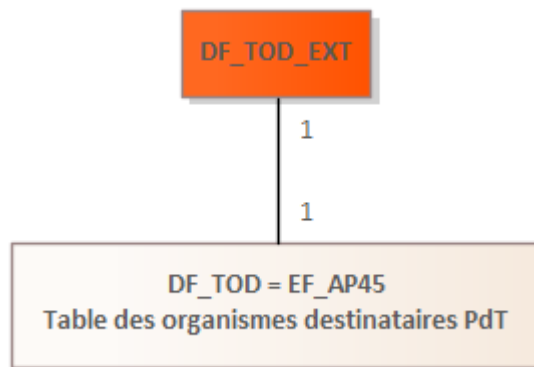 DF_TOD_EXT
1
1
DF_TOD = EF_AP45
Table des organismes destinataires PdT